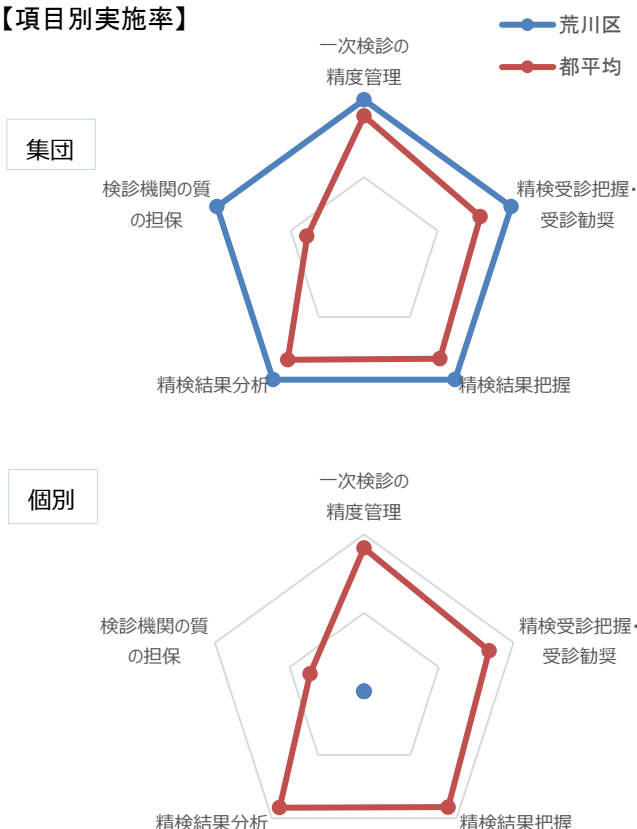 【項目別実施率】
荒川区
都平均
一次検診の
精度管理
集団
検診機関の質
の担保
精検受診把握・
受診勧奨
精検結果分析
精検結果把握
個別
一次検診の
精度管理
検診機関の質
の担保
精検受診把握・
受診勧奨
精検結果分析
精検結果把握